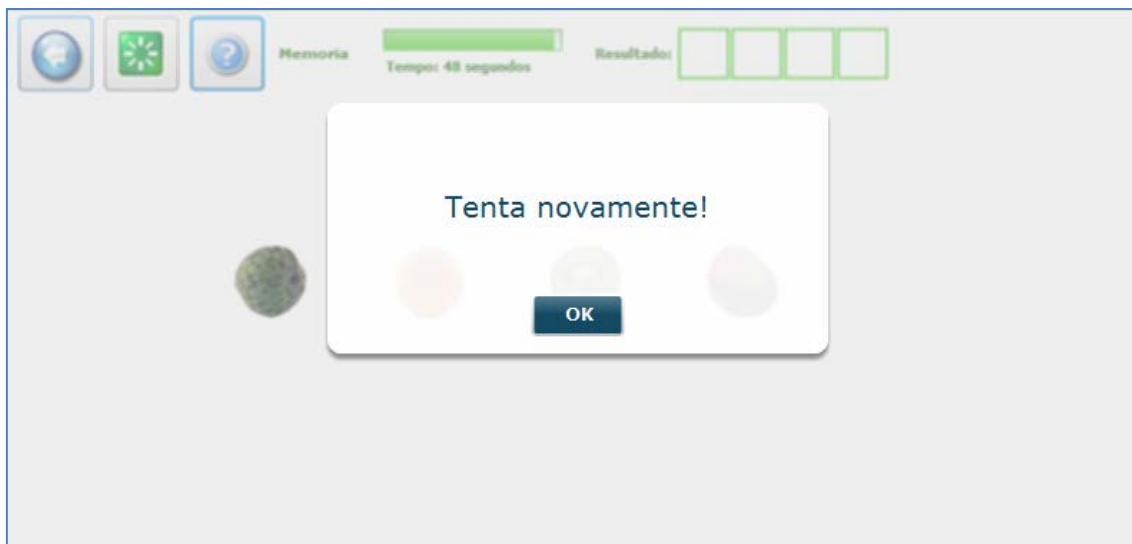 Memoria
Tempo: 48 segundos
Resultado:
Tenta novamente!
OK